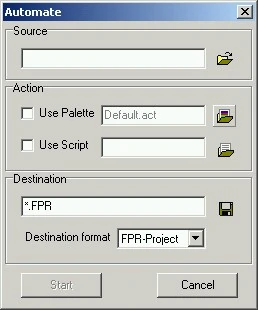 Automate
Source
Action
Use Palette Default.act
Use Script
Destination
*.FPR
Destination format FPR-Project
Start Cancel